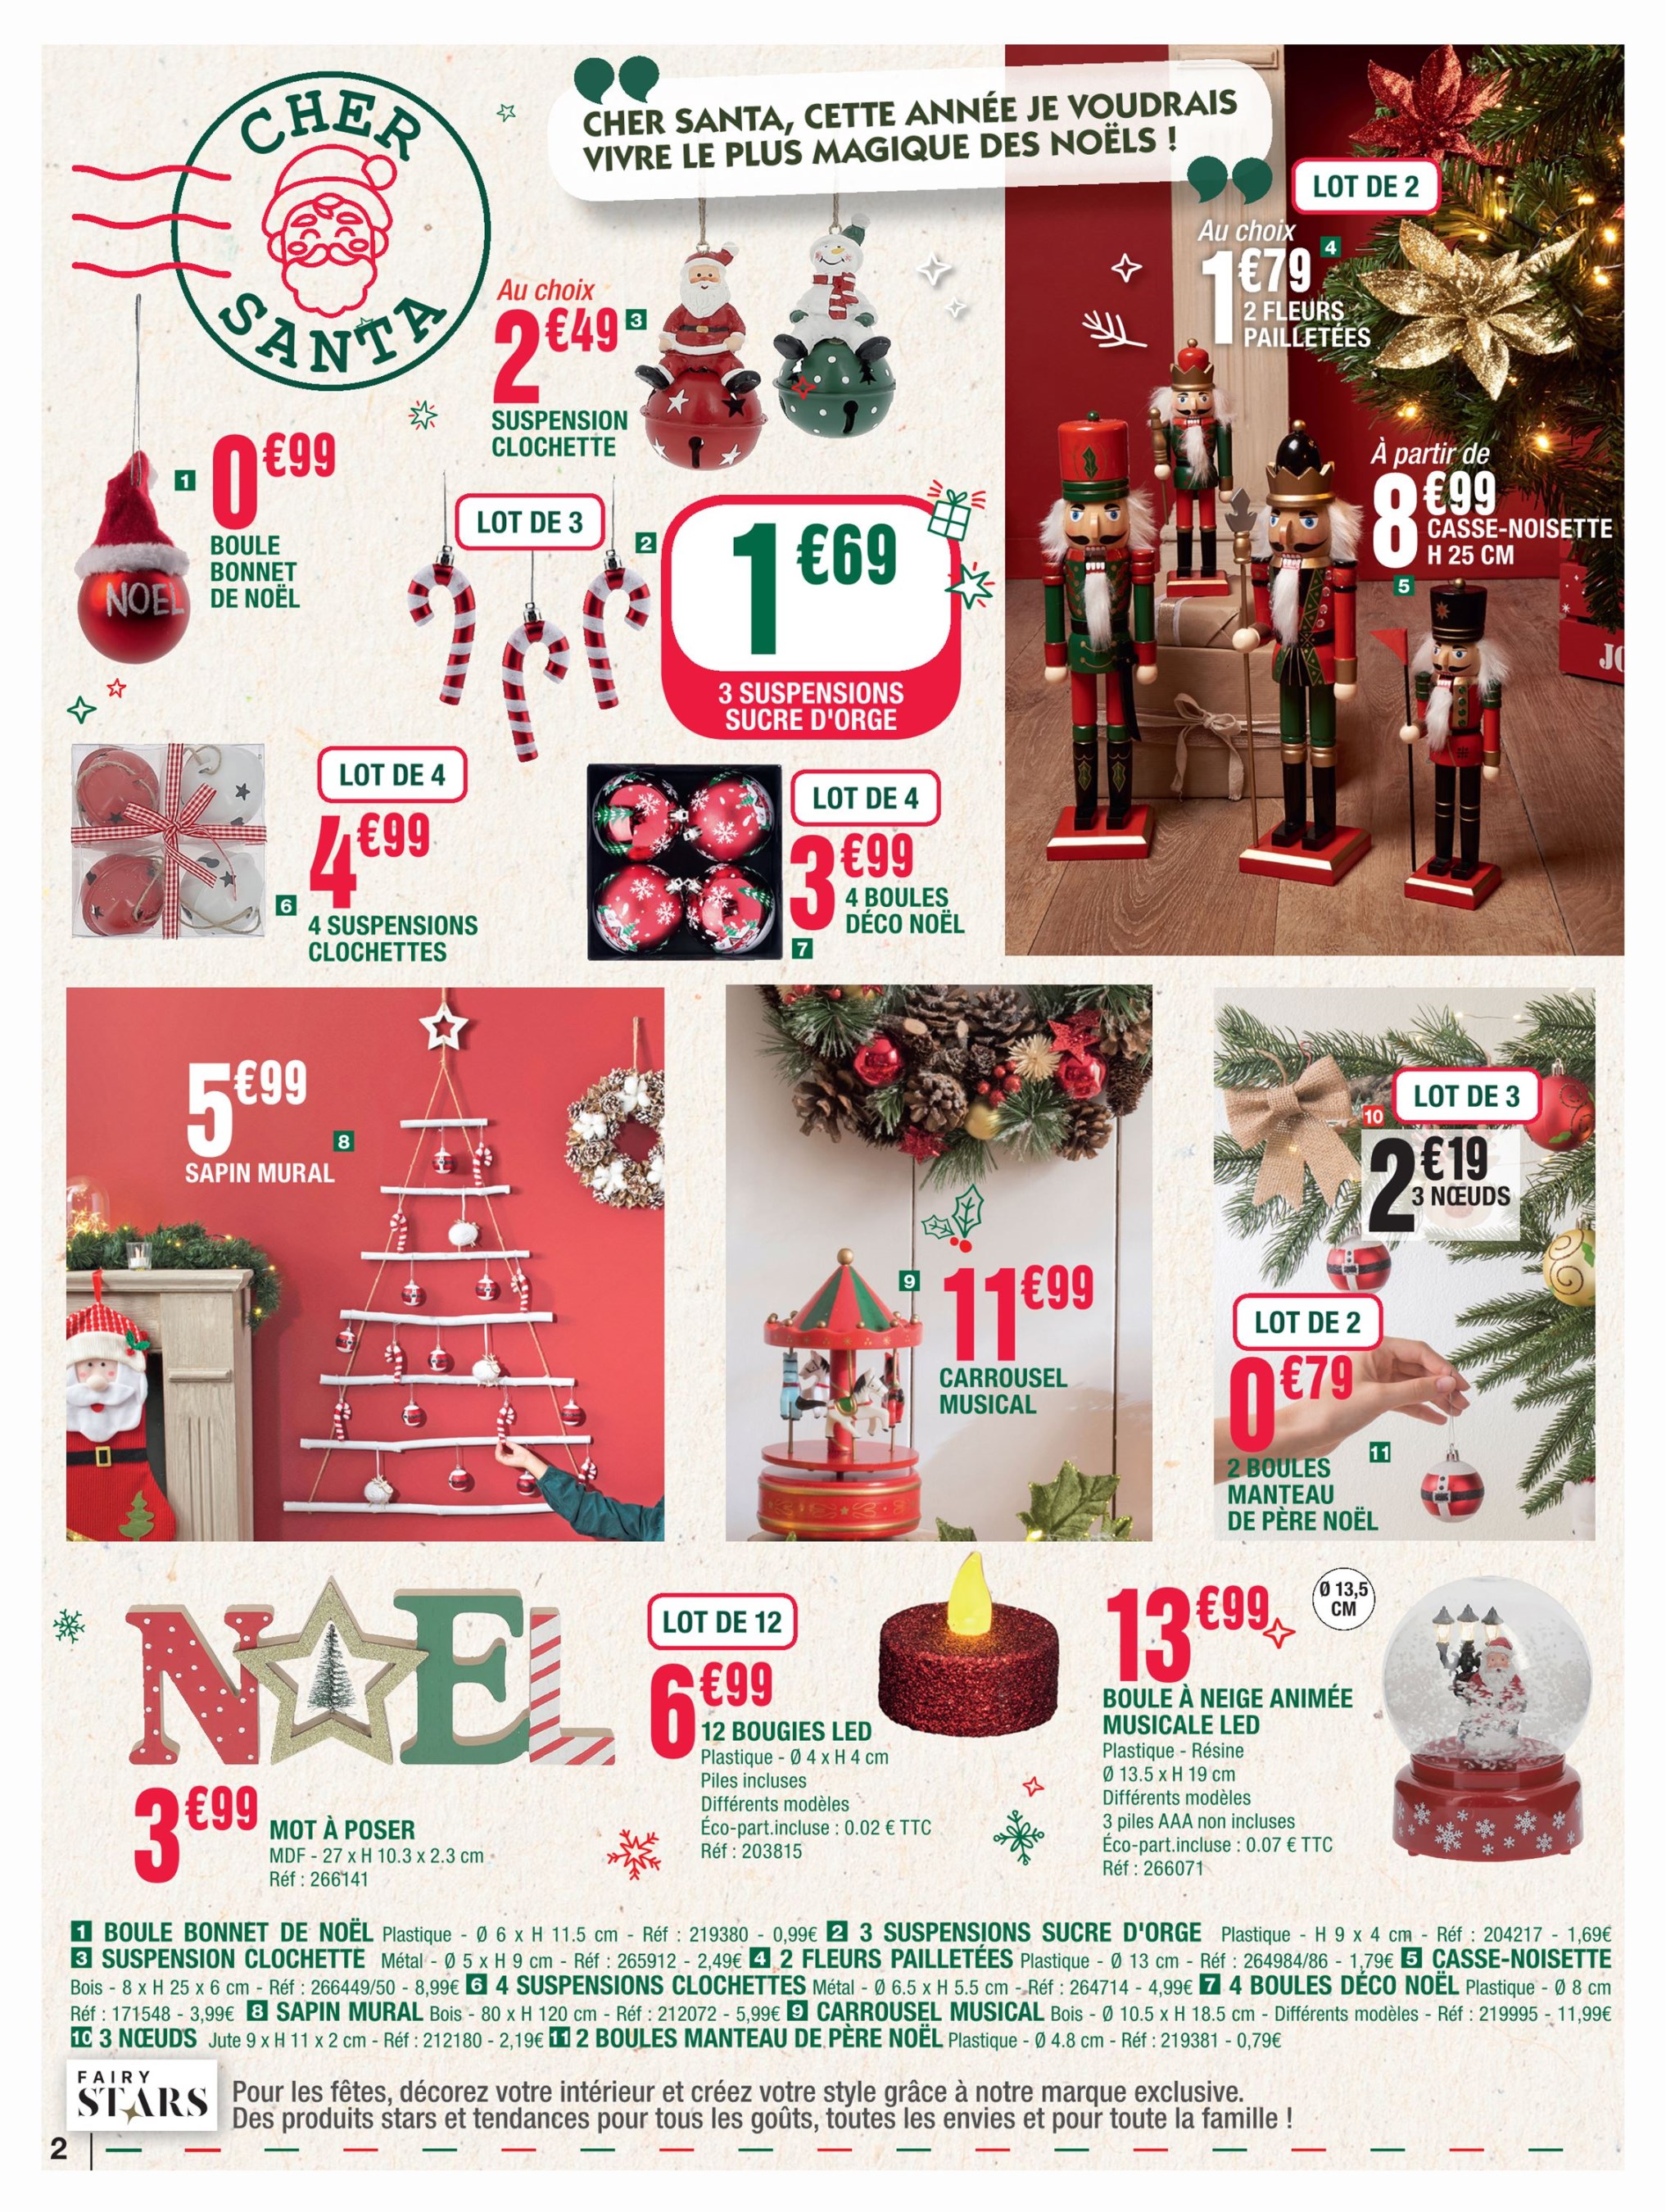 CHER
SANTA
CHER SANTA, CETTE ANNÉE JE VOUDRAIS
VIVRE LE PLUS MAGIQUE DES NOËLS !
LOT DE 2
Au choix
4
1€79
2 FLEURS
PAILLETÉES
Au choix
2€49
3
SUSPENSION
CLOCHETTE
1
0€99
BOULE
BONNET
DE NOËL
NOEL
LOT DE 3
2
1€69
3 SUSPENSIONS
SUCRE D'ORGE
À partir de
8€99
CASSE-NOISETTE
H 25 CM
5
LOT DE 4
4€99
6
4 SUSPENSIONS
CLOCHETTES
LOT DE 4
3€99
4 BOULES
DÉCO NOËL
7
5€99
8
SAPIN MURAL
9
11€99
CARROUSEL
MUSICAL
LOT DE 3
10
2€19
3 NŒUDS
LOT DE 2
0€79
11
2 BOULES
MANTEAU
DE PÈRE NOËL
N EL
3€99
MOT À POSER
MDF - 27 x H 10.3 x 2.3 cm
Réf : 266141
LOT DE 12
6€99
12 BOUGIES LED
Plastique - Ø 4 x H 4 cm
Piles incluses
Différents modèles
Éco-part.incluse : 0.02 € TTC
Réf : 203815
13€99
Ø 13,5
CM
BOULE À NEIGE ANIMÉE
MUSICALE LED
Plastique - Résine
Ø 13.5 x H 19 cm
Différents modèles
3 piles AAA non incluses
Éco-part.incluse : 0.07 € TTC
Réf : 266071
1 BOULE BONNET DE NOËL Plastique - Ø 6 x H 11.5 cm - Réf : 219380 - 0,99€ 2 3 SUSPENSIONS SUCRE D'ORGE Plastique - H 9 x 4 cm - Réf : 204217 - 1,69€
3 SUSPENSION CLOCHETTE Métal - Ø 5 x H 9 cm - Réf : 265912 - 2,49€ 4 2 FLEURS PAILLETÉES Plastique - Ø 13 cm - Réf : 264984/86 - 1,79€ 5 CASSE-NOISETTE
Bois - 8 x H 25 x 6 cm - Réf : 266449/50 - 8,99€ 6 4 SUSPENSIONS CLOCHETTES Métal - Ø 6.5 x H 5.5 cm - Réf : 264714 - 4,99€ 7 4 BOULES DÉCO NOËL Plastique - Ø 8 cm
Réf : 171548 - 3,99€ 8 SAPIN MURAL Bois - 80 x H 120 cm - Réf : 212072 - 5,99€ 9 CARROUSEL MUSICAL Bois - Ø 10.5 x H 18.5 cm - Différents modèles - Réf : 219995 - 11,99€
10 3 NŒUDS Jute 9 x H 11 x 2 cm - Réf : 212180 - 2,19€ 11 2 BOULES MANTEAU DE PÈRE NOËL Plastique - Ø 4.8 cm - Réf : 219381 - 0,79€
FAIRY
STARS
Pour les fêtes, décorez votre intérieur et créez votre style grâce à notre marque exclusive.
Des produits stars et tendances pour tous les goûts, toutes les envies et pour toute la famille !
2